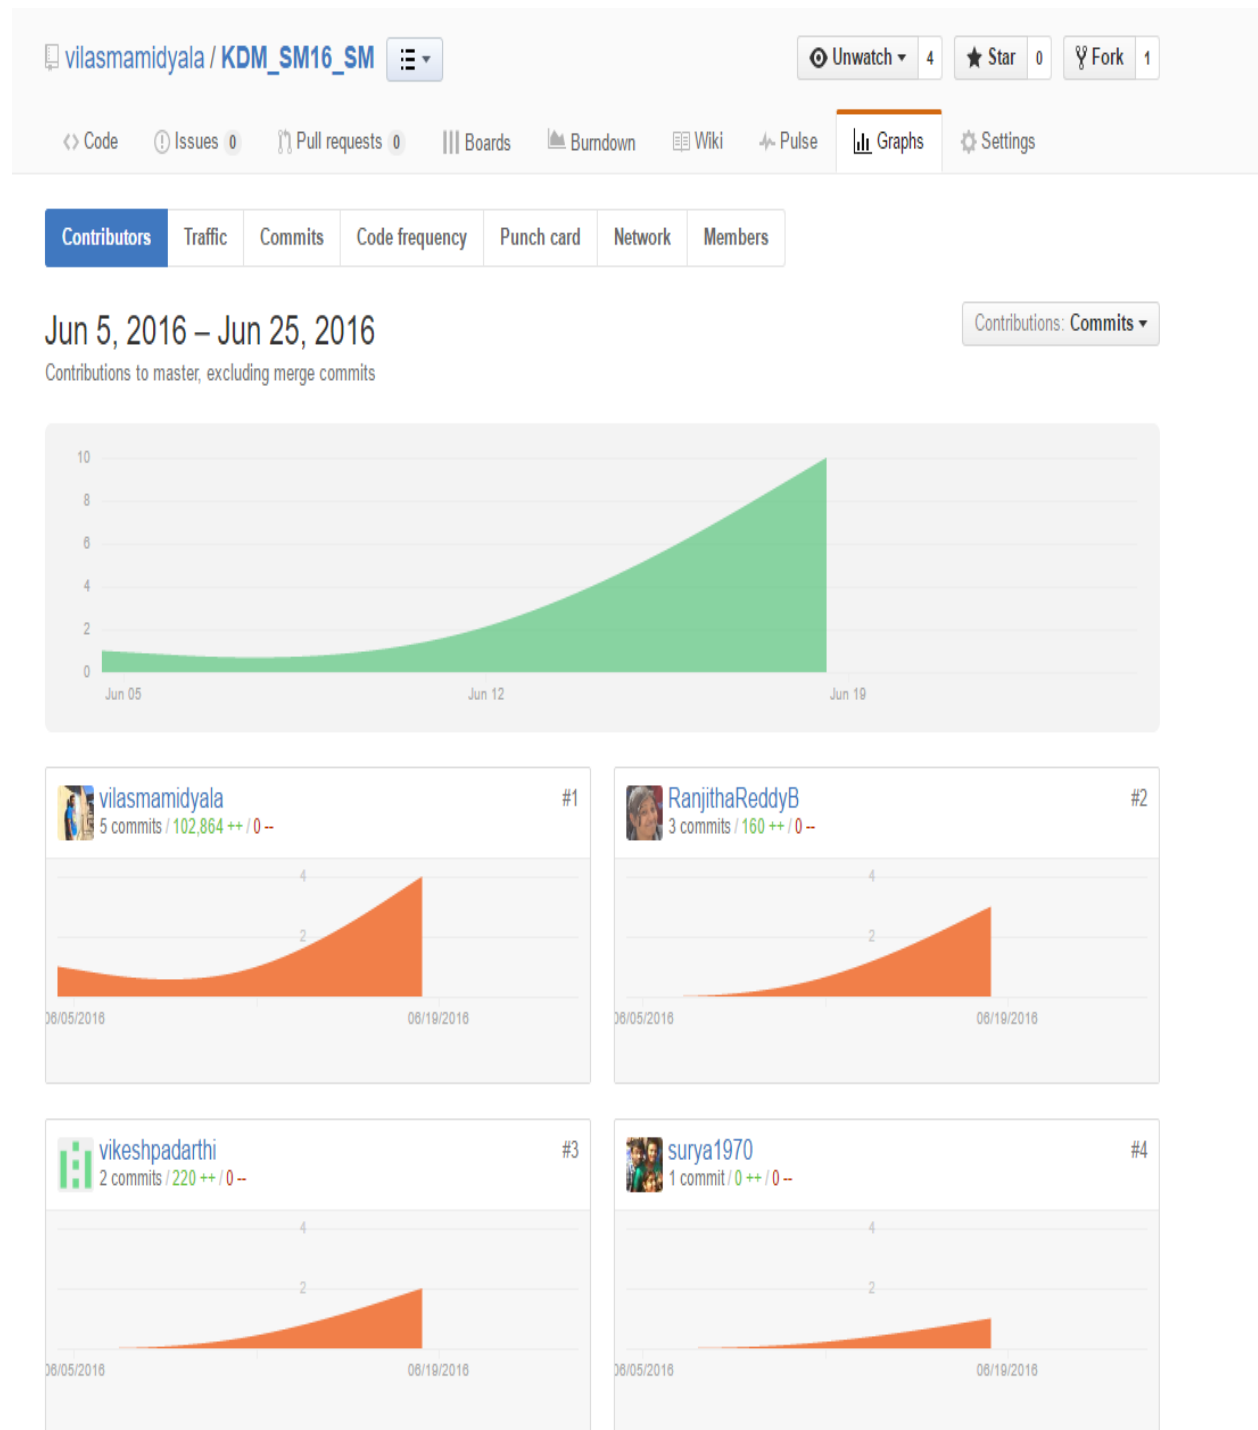 vilasmamidyala / KDM_SM16_SM
Unwatch 4 Star 0 Fork 1
Code Issues 0 Pull requests 0 Boards Burndown Wiki Pulse Graphs Settings
Contributors Traffic Commits Code frequency Punch card Network Members
Jun 5, 2016 – Jun 25, 2016
Contributions: Commits
Contributions to master, excluding merge commits
10
8
6
4
2
0
Jun 05 Jun 12 Jun 19
vilasmamidyala #1
5 commits / 102,864 ++ / 0 --
4
2
06/05/2016 06/19/2016
RanjithaReddyB #2
3 commits / 160 ++ / 0 --
4
2
06/05/2016 06/19/2016
vikeshpadarthi #3
2 commits / 220 ++ / 0 --
4
2
06/05/2016 06/19/2016
surya1970 #4
1 commit / 0 ++ / 0 --
4
2
06/05/2016 06/19/2016